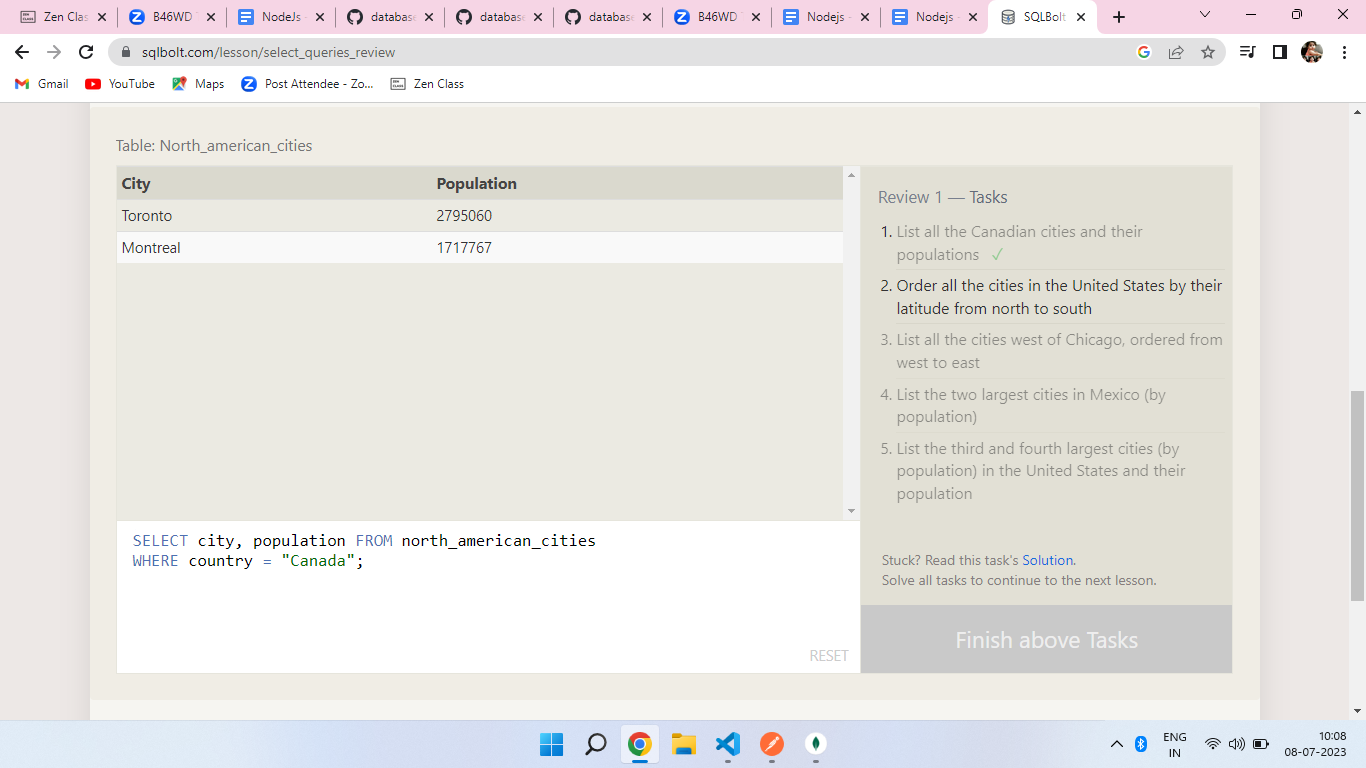 Zen Clas
B46WD
NodeJs -
database
database
database
B46WD
Nodejs -
Nodejs -
SQLBolt
sqlbolt.com/lesson/select_queries_review
Gmail
YouTube
Maps
Post Attendee - Zo...
Zen Class
Table: North_american_cities
City Population
Toronto 2795060
Montreal 1717767
SELECT city, population FROM north_american_cities
WHERE country = "Canada";
RESET
Review 1 — Tasks
1. List all the Canadian cities and their
populations ✓
2. Order all the cities in the United States by their
latitude from north to south
3. List all the cities west of Chicago, ordered from
west to east
4. List the two largest cities in Mexico (by
population)
5. List the third and fourth largest cities (by
population) in the United States and their
population
Stuck? Read this task's Solution.
Solve all tasks to continue to the next lesson.
Finish above Tasks
ENG
IN
10:08
08-07-2023